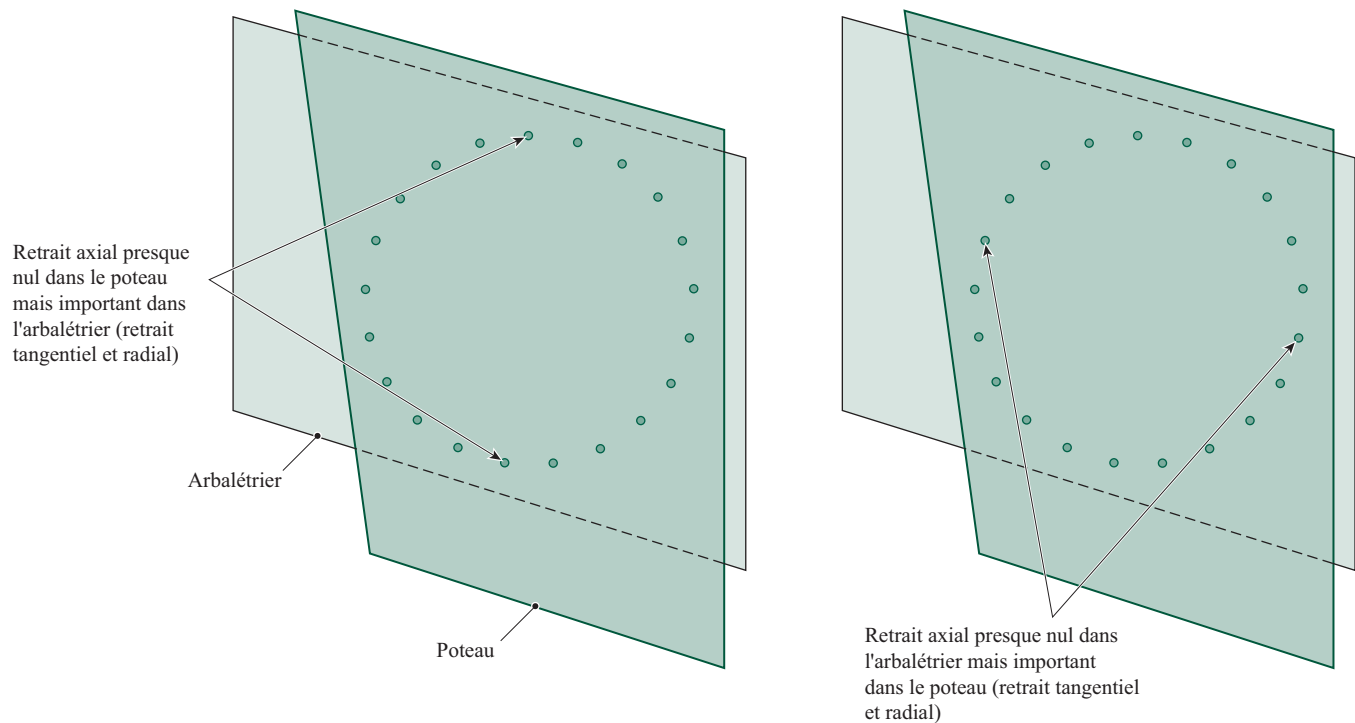 Retrait axial presque
nul dans le poteau
mais important dans
l'arbalétrier (retrait
tangentiel et radial)
Arbalétrier
Poteau
Retrait axial presque nul dans
l'arbalétrier mais important
dans le poteau (retrait tangentiel
et radial)